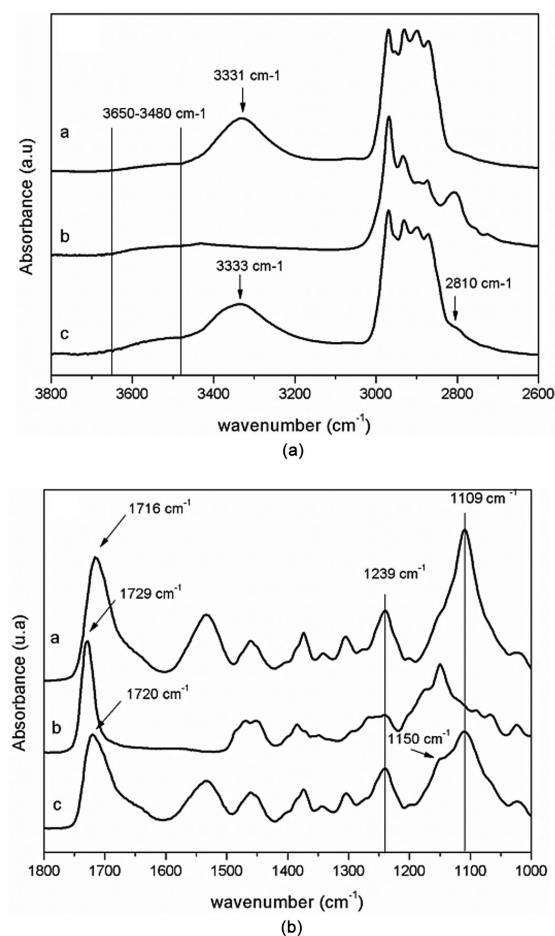 3331 cm-1
3650-3480 cm-1
a
b
3333 cm-1
2810 cm-1
c
Absorbance (a.u)
3800 3600 3400 3200 3000 2800 2600
wavenumber (cm⁻¹)
(a)
1716 cm⁻¹
1109 cm⁻¹
1729 cm⁻¹
1239 cm⁻¹
a
1720 cm⁻¹
b
1150 cm⁻¹
c
Absorbance (u.a)
1800 1700 1600 1500 1400 1300 1200 1100 1000
wavenumber (cm⁻¹)
(b)